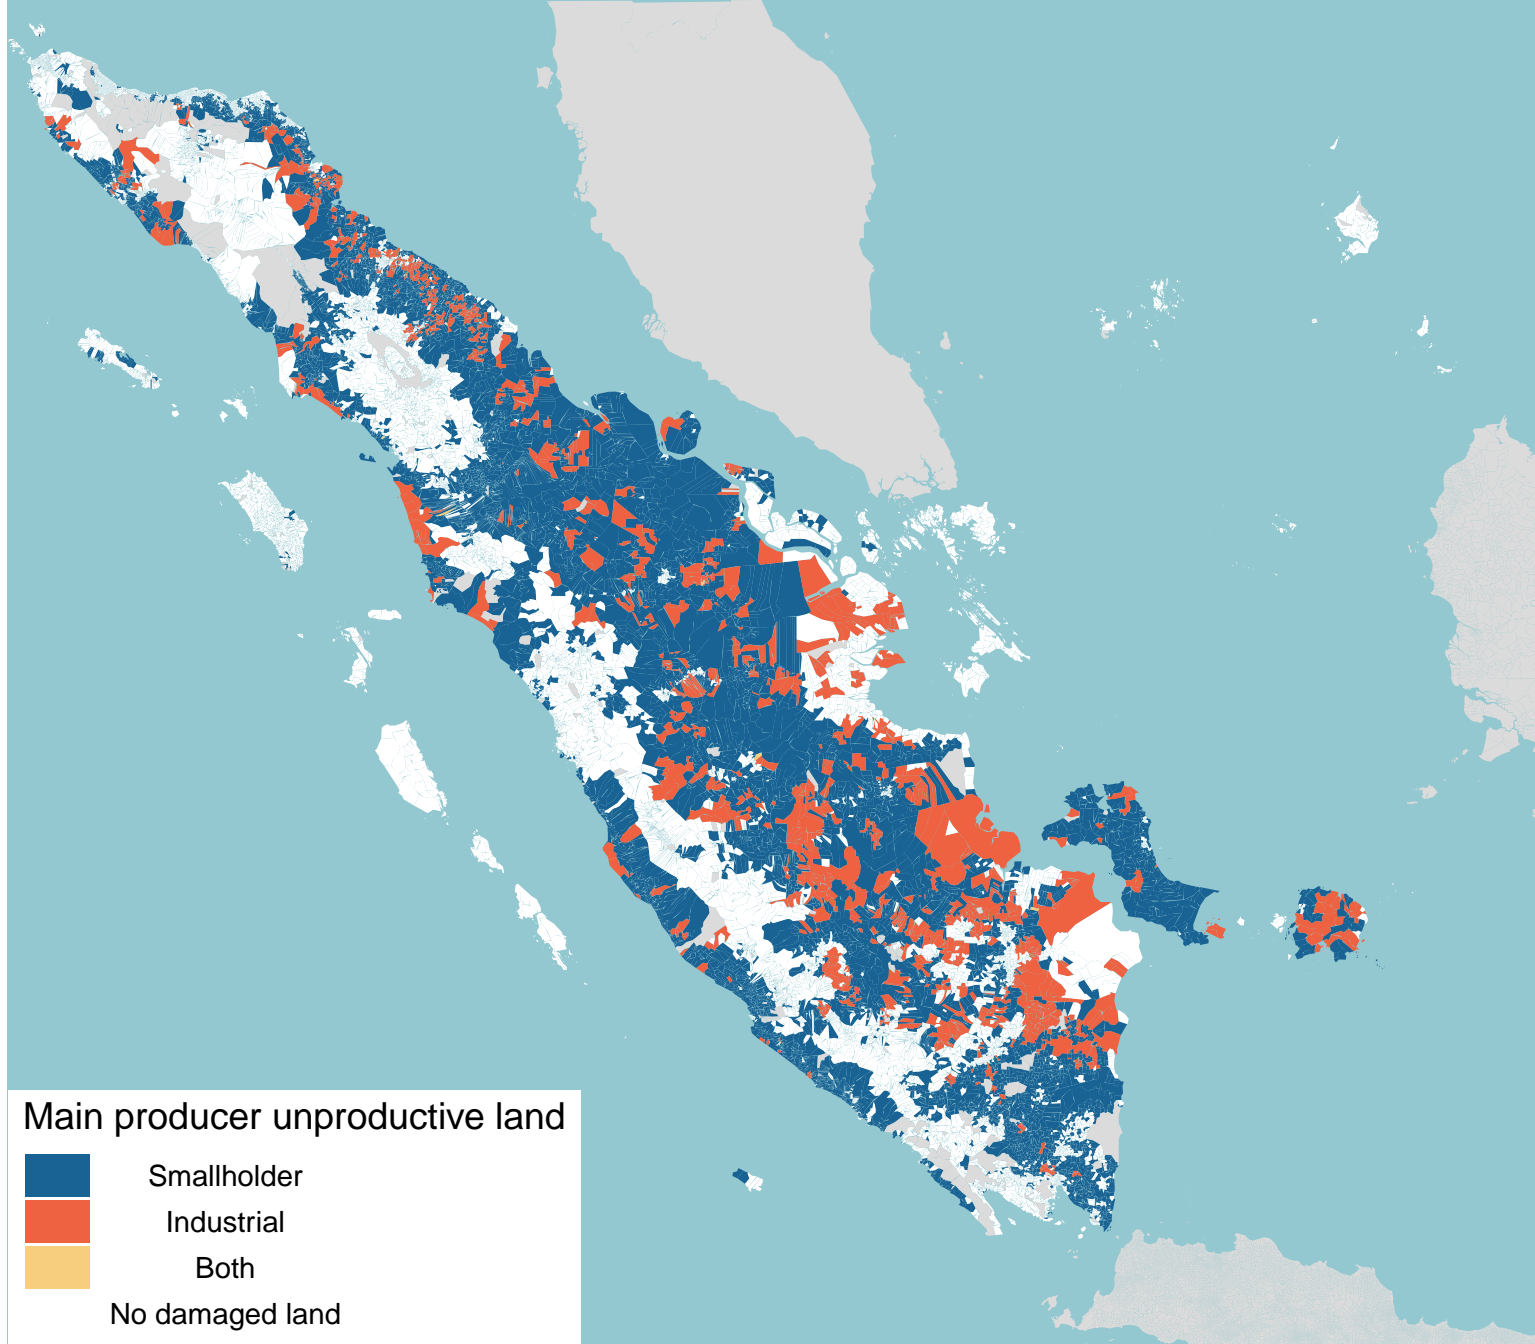 Main producer unproductive land
Smallholder
Industrial
Both
No damaged land